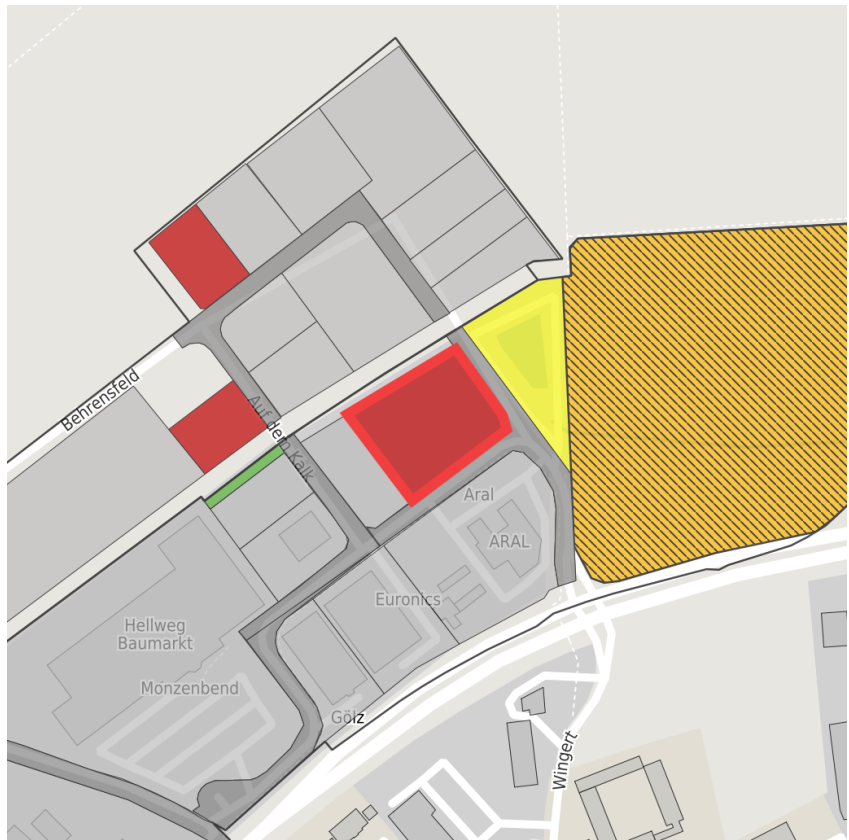 Behrensfeld
Auf dem Kalk
Aral
ARAL
Euronics
Hellweg
Baumarkt
Monzenbend
Gölz
Wingert